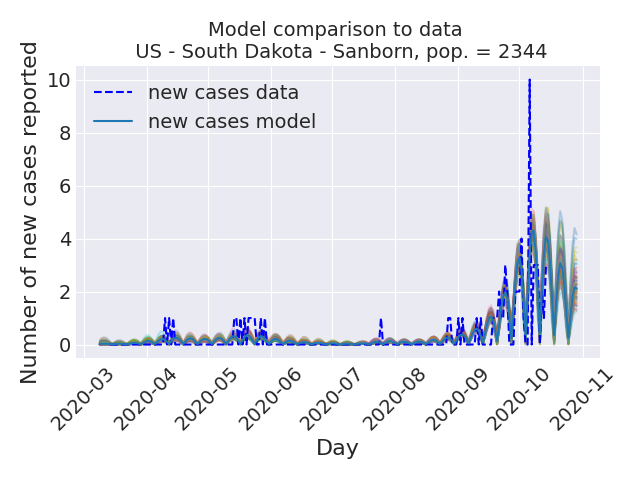 Model comparison to data
US - South Dakota - Sanborn, pop. = 2344
Number of new cases reported
10
8
6
4
2
0
new cases data
new cases model
2020-03
2020-04
2020-05
2020-06
2020-07
2020-08
2020-09
2020-10
2020-11
Day